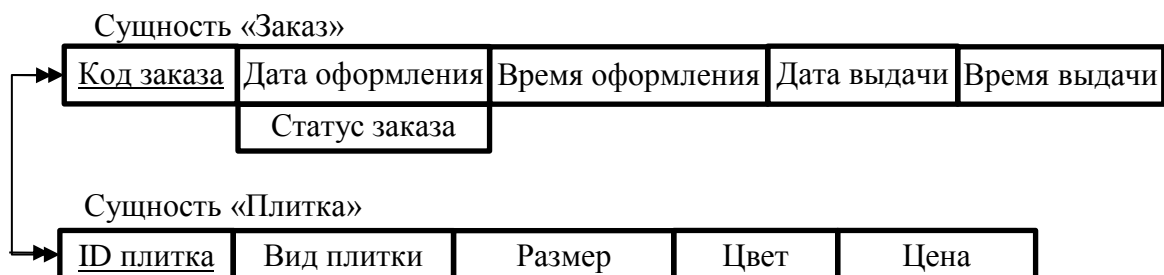 Сущность «Заказ»
Код заказа Дата оформления Время оформления Дата выдачи Время выдачи
Статус заказа
Сущность «Плитка»
ID плитка Вид плитки Размер Цвет Цена